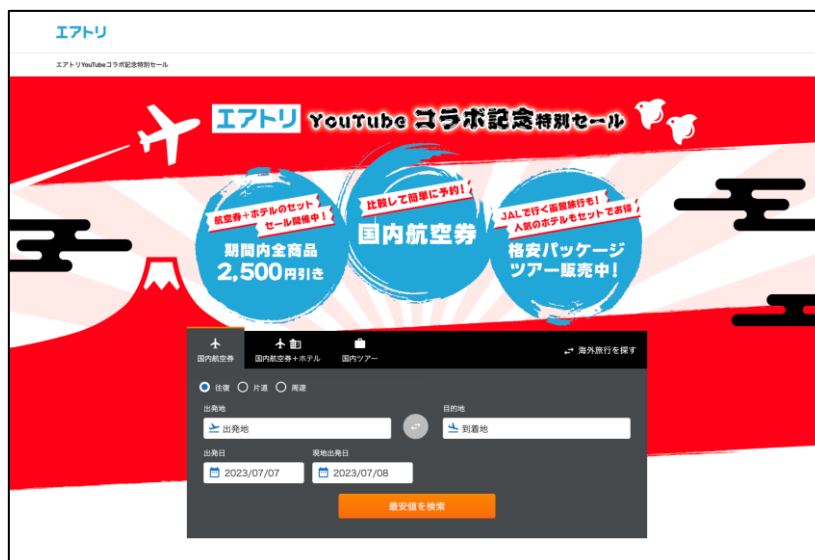 エアトリ
エアトリYouTubeコラボ記念特別セール
エアトリ YouTube コラボ記念特別セール
航空券+ホテルのセット
セール開催中!
期間内全商品
2,500円引き
比較して簡単に予約!
国内航空券
JALで行く函館旅行も!
人気のホテルもセットでお得
格安パッケージ
ツアー販売中!
国内航空券
国内航空券+ホテル
国内ツアー
海外旅行を探す
往復 片道 周遊
出発地
目的地
出発地
到着地
出発日
現地出発日
2023/07/07
2023/07/08
最安値を検索